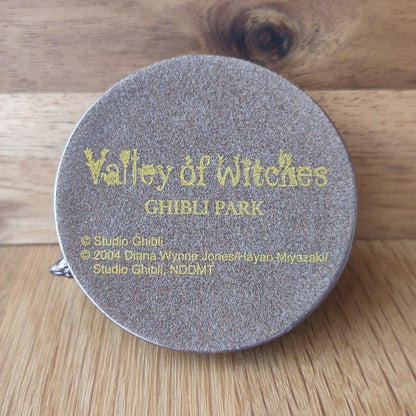 Valley of Witches
GHIBLI PARK
© Studio Ghibli
© 2004 Diana Wynne Jones/Hayao Miyazaki/
Studio Ghibli, NDDMT